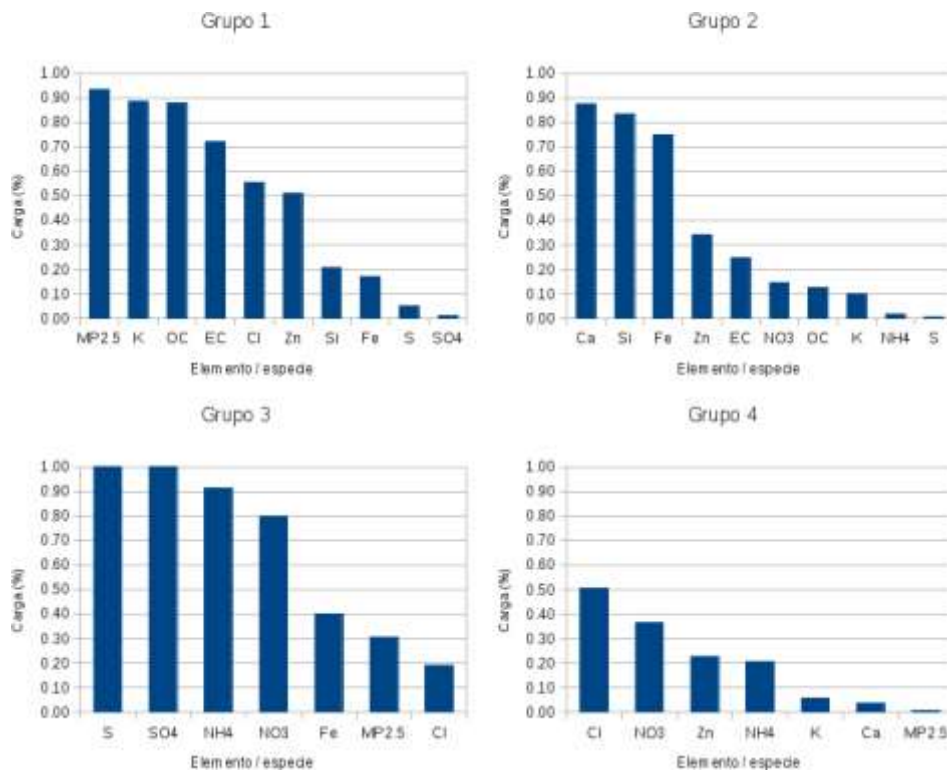 Grupo 1
1.00
0.90
0.80
0.70
0.60
0.50
0.40
0.30
0.20
0.10
0.00
Carga (%)
MP2.5 K OC EC Cl Zn Si Fe S SO4
Elemento / especie
Grupo 2
1.00
0.90
0.80
0.70
0.60
0.50
0.40
0.30
0.20
0.10
0.00
Carga (%)
Ca Si Fe Zn EC NO3 OC K NH4 S
Elemento / especie
Grupo 3
1.00
0.90
0.80
0.70
0.60
0.50
0.40
0.30
0.20
0.10
0.00
Carga (%)
S SO4 NH4 NO3 Fe MP2.5 Cl
Elemento / especie
Grupo 4
1.00
0.90
0.80
0.70
0.60
0.50
0.40
0.30
0.20
0.10
0.00
Carga (%)
Cl NO3 Zn NH4 K Ca MP2.5
Elemento / especie